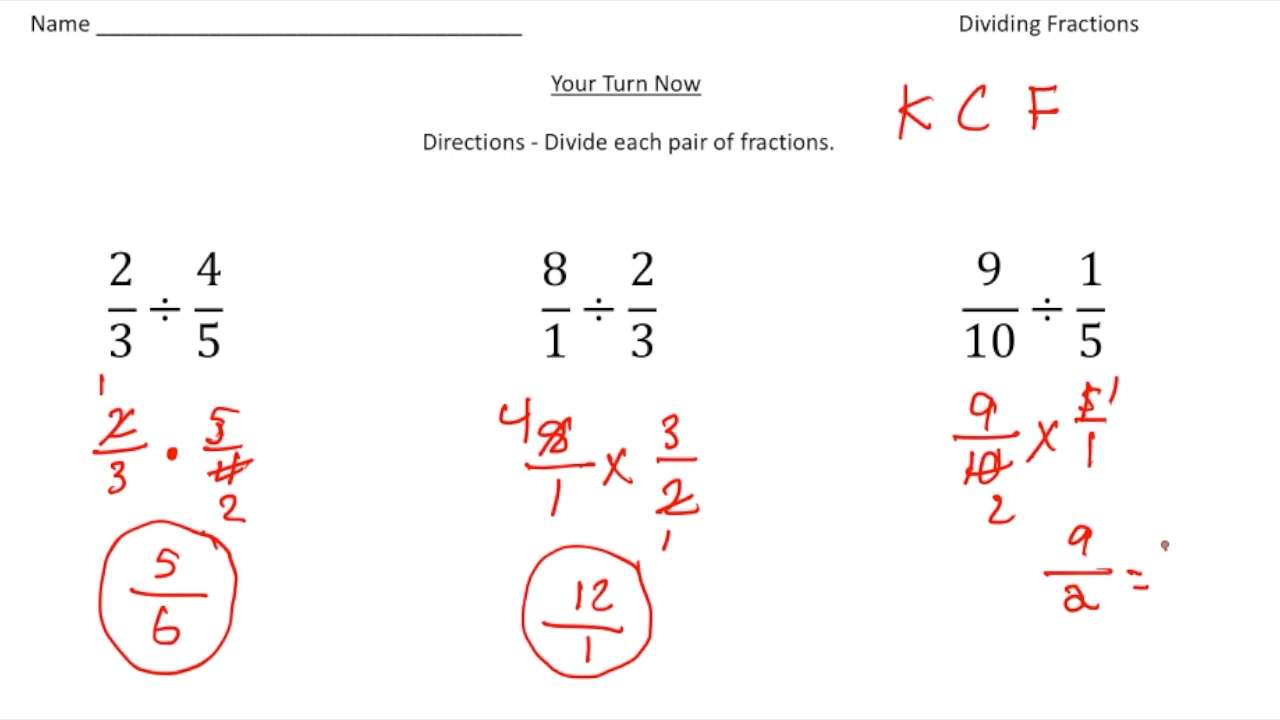 Name ___________________________________ Dividing Fractions
Your Turn Now
K C F
Directions - Divide each pair of fractions.
2/3 ÷ 4/5
1
2/3 · 5/4
2
5/6
8/1 ÷ 2/3
4
8/1 x 3/2
1
12/1
9/10 ÷ 1/5
1
9/10 x 5/1
2
9/2 =